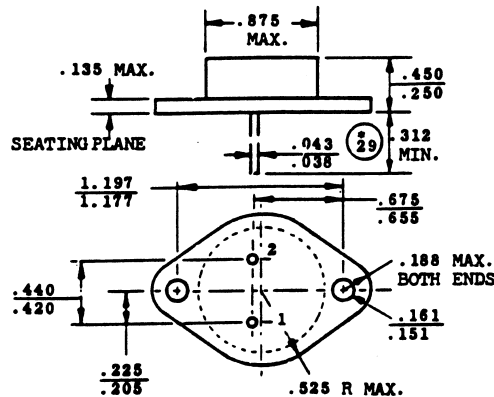 .875
MAX.
.135 MAX.
.450
.250
SEATING PLANE
.043
.038
*
29
.312
MIN.
1.197
1.177
.675
.655
2
.188 MAX.
BOTH ENDS
.440
.420
1
.161
.151
.225
.205
.525 R MAX.